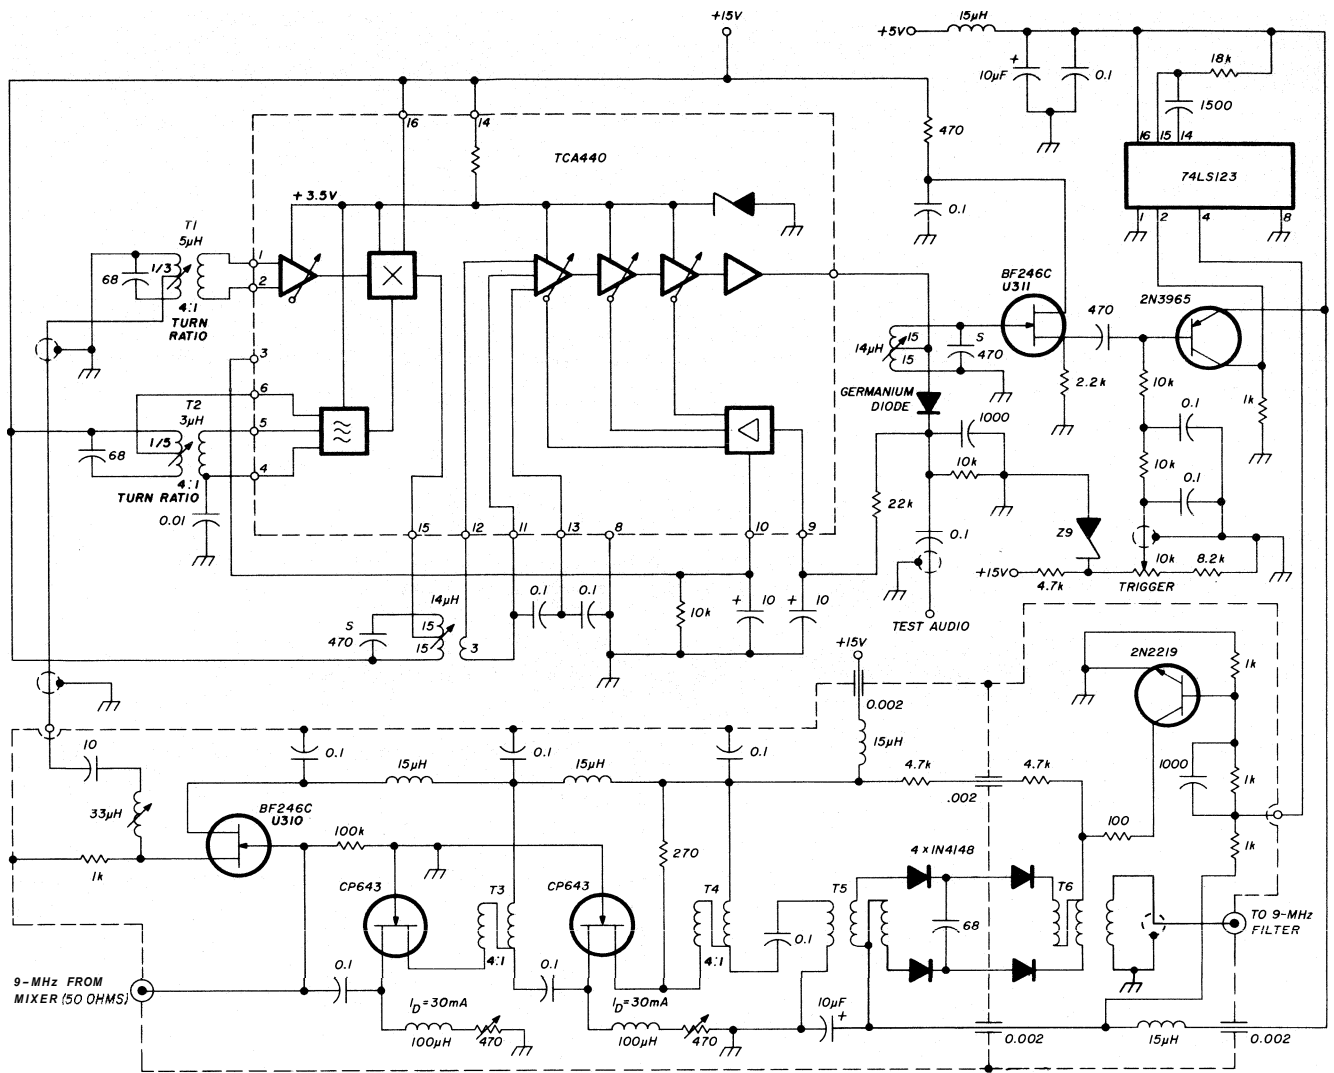 +15V
+5V
15µH
+
10µF
0.1
18k
1500
16
15
14
74LS123
1
2
4
8
16
14
TCA440
470
0.1
+3.5V
T1
5µH
1/3
68
4:1
TURN
RATIO
1
2
3
6
5
4
T2
3µH
1/5
68
4:1
TURN RATIO
0.01
BF246C
U311
2N3965
470
14µH
15
15
S
470
2.2k
10k
1k
GERMANIUM
DIODE
1000
0.1
10k
10k
0.1
22k
Z9
0.1
10k
8.2k
+15V
4.7k
TRIGGER
TEST AUDIO
15
12
11
13
8
10
9
14µH
S
470
15
15
3
0.1
0.1
10k
+
10
+
10
+15V
0.002
15µH
2N2219
1k
1000
1k
1k
10
33µH
1k
0.1
15µH
0.1
15µH
0.1
4.7k
.002
4.7k
BF246C
U310
100k
270
100
CP643
CP643
T3
4:1
T4
4:1
T5
4×1N4148
T6
0.1
68
TO 9-MHz
FILTER
9-MHz FROM
MIXER (50 OHMS)
0.1
0.1
ID=30mA
ID=30mA
100µH
470
100µH
470
10µF
+
0.002
15µH
0.002